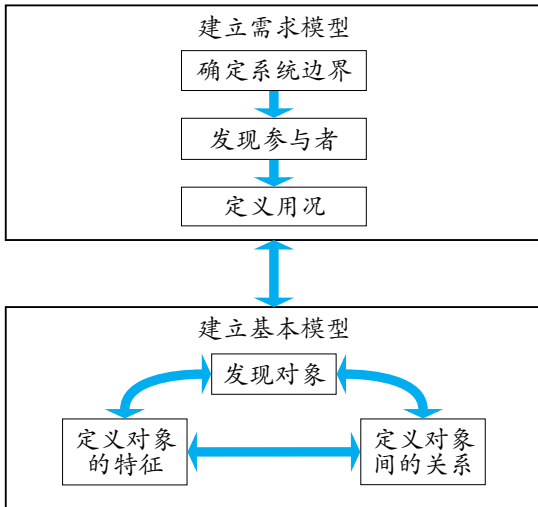 建立需求模型
确定系统边界
发现参与者
定义用况
建立基本模型
发现对象
定义对象
的特征
定义对象
间的关系